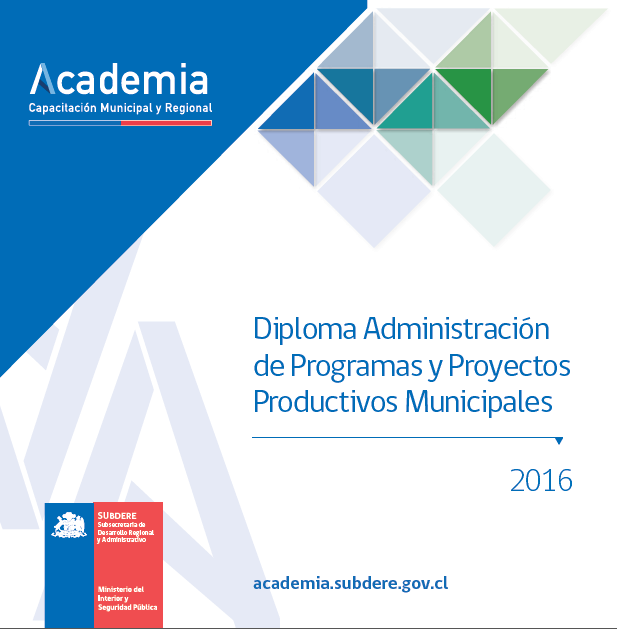 Academia
Capacitación Municipal y Regional
Diploma Administración
de Programas y Proyectos
Productivos Municipales
2016
SUBDERE
Subsecretaría de
Desarrollo Regional
y Administrativo
Ministerio del
Interior y
Seguridad Pública
academia.subdere.gov.cl